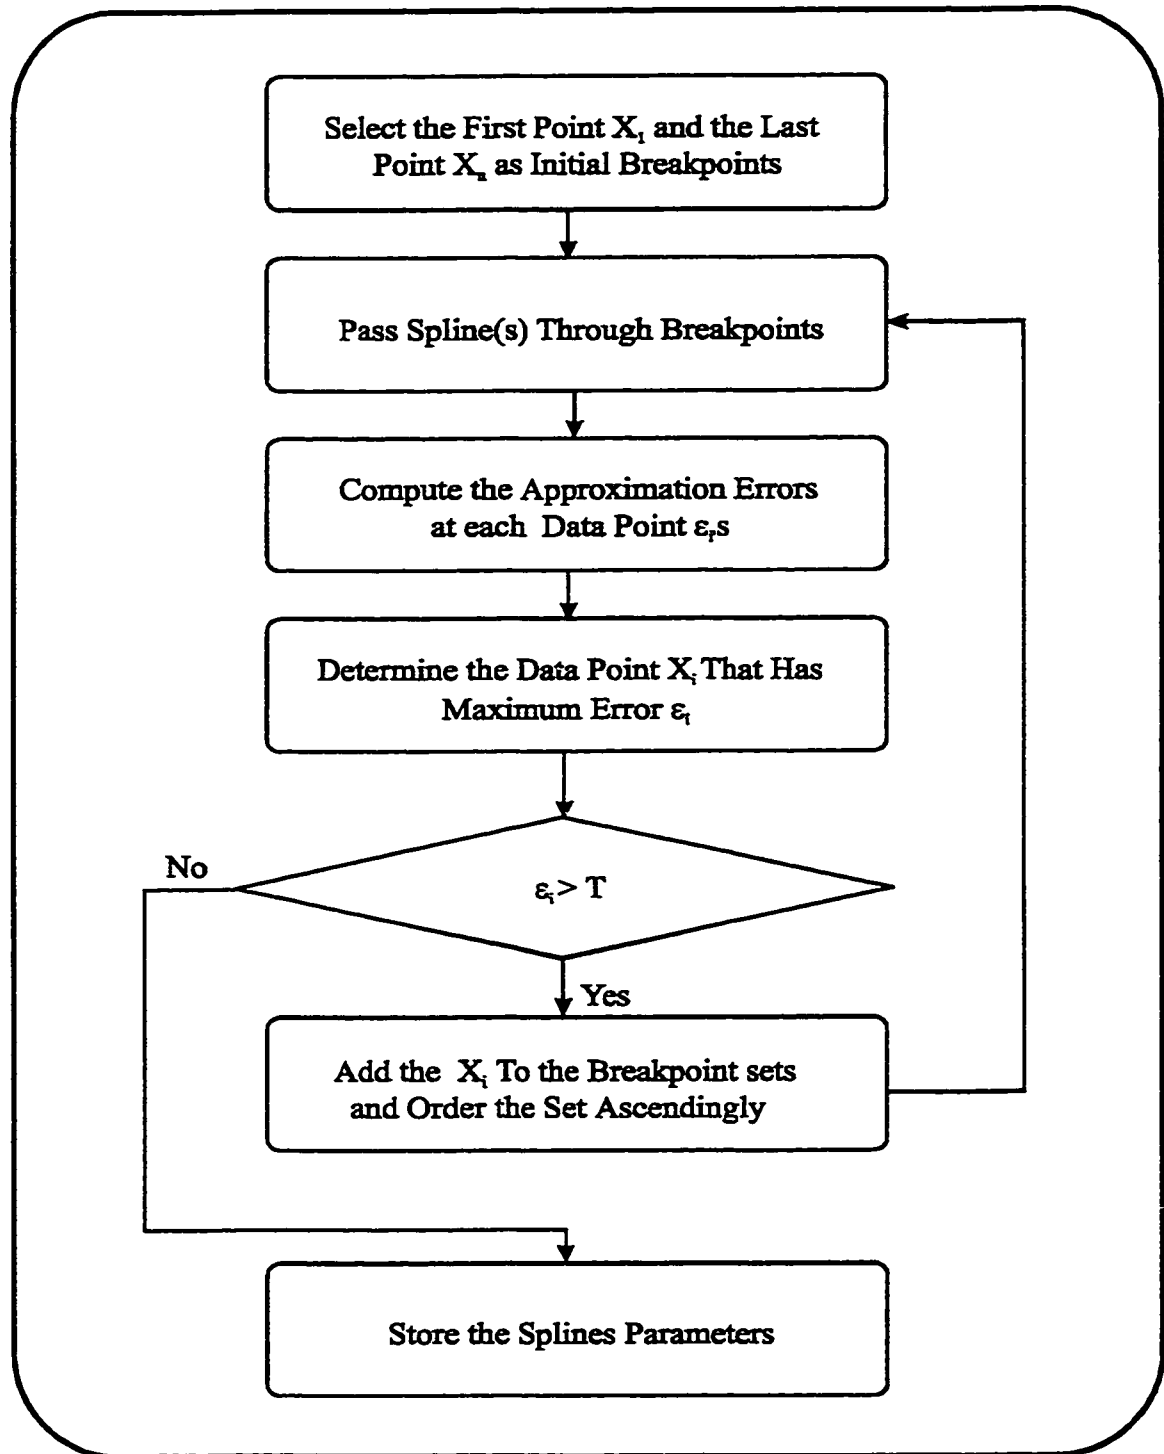 Select the First Point X₁ and the Last
Point Xₙ as Initial Breakpoints
Pass Spline(s) Through Breakpoints
Compute the Approximation Errors
at each Data Point εᵢ,s
Determine the Data Point Xᵢ That Has
Maximum Error εᵢ
No
εᵢ > T
Yes
Add the Xᵢ To the Breakpoint sets
and Order the Set Ascendingly
Store the Splines Parameters